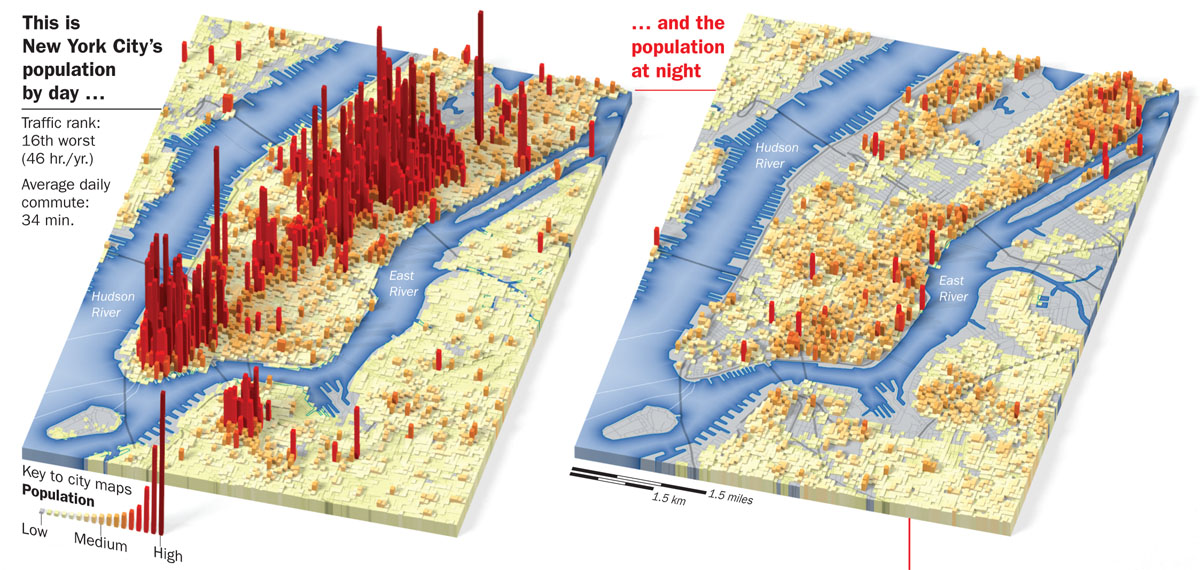 This is
New York City's
population
by day ...
Traffic rank:
16th worst
(46 hr./yr.)
Average daily
commute:
34 min.
Hudson
River
East
River
Key to city maps
Population
Low
Medium
High
... and the
population
at night
Hudson
River
East
River
1.5 km
1.5 miles